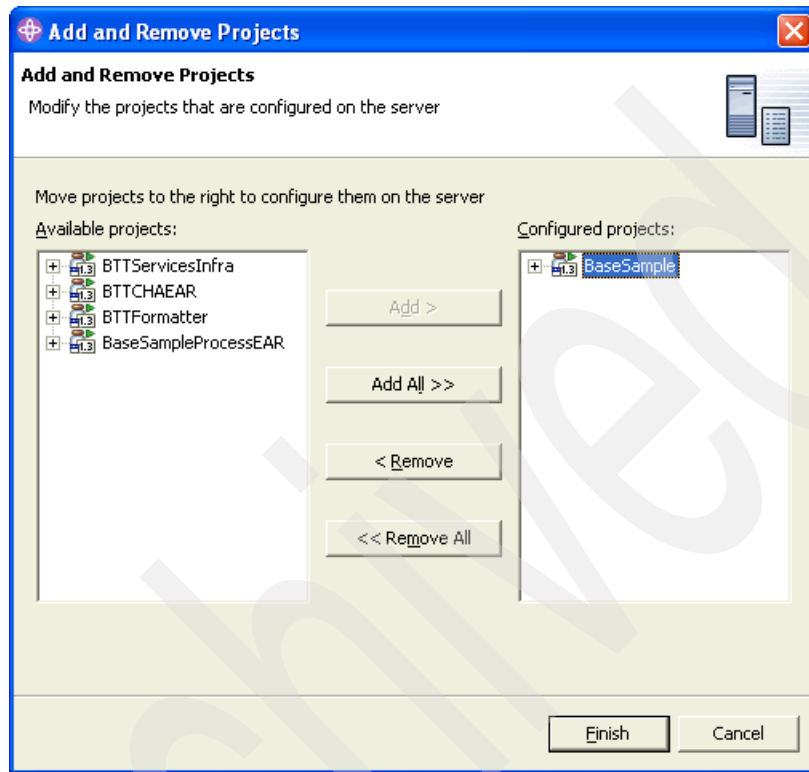 Add and Remove Projects
Add and Remove Projects
Modify the projects that are configured on the server
Move projects to the right to configure them on the server
Available projects:
Configured projects:
BTTServicesInfra
BTTCHAEAR
BTTFormatter
BaseSampleProcessEAR
BaseSample
Add >
Add All >>
< Remove
<< Remove All
Finish
Cancel